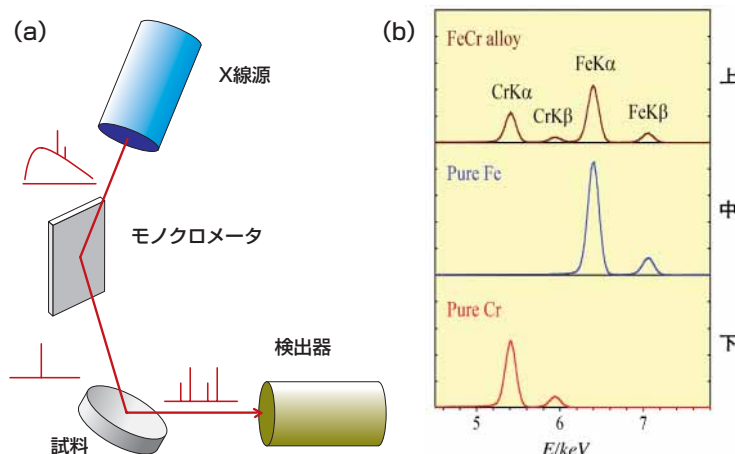 (a)
X線源
モノクロメータ
検出器
試料
(b)
FeCr alloy
上
CrKα
CrKβ
FeKα
FeKβ
Pure Fe
中
Pure Cr
下
5 6 7
E/keV